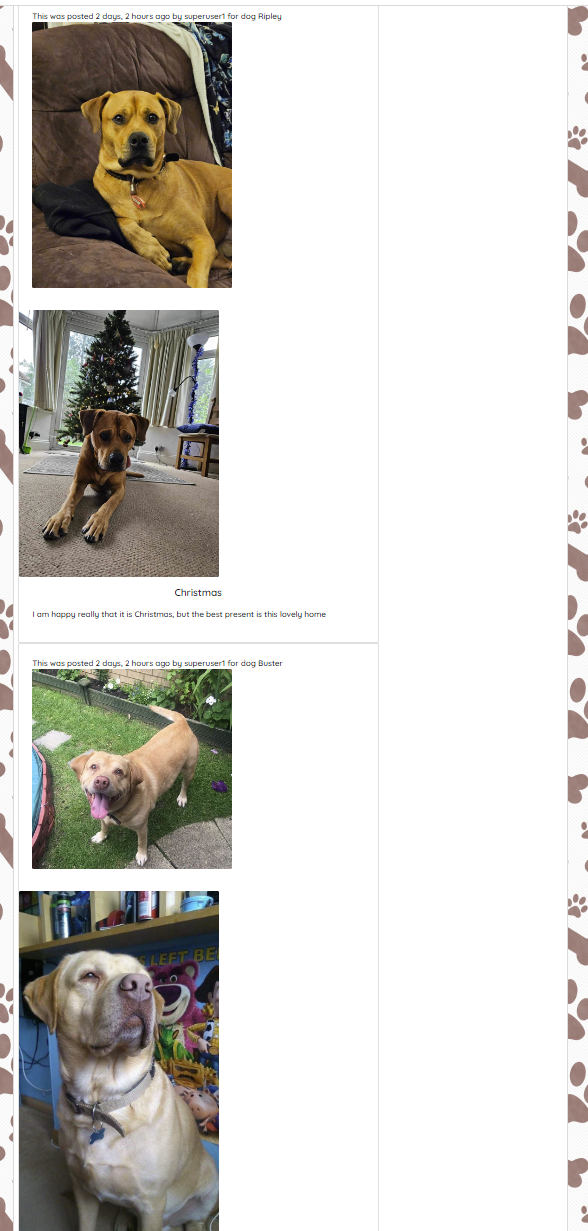 This was posted 2 days, 2 hours ago by superuser1 for dog Ripley
Christmas
I am happy really that it is Christmas, but the best present is this lovely home
This was posted 2 days, 2 hours ago by superuser1 for dog Buster
S LEFT BE